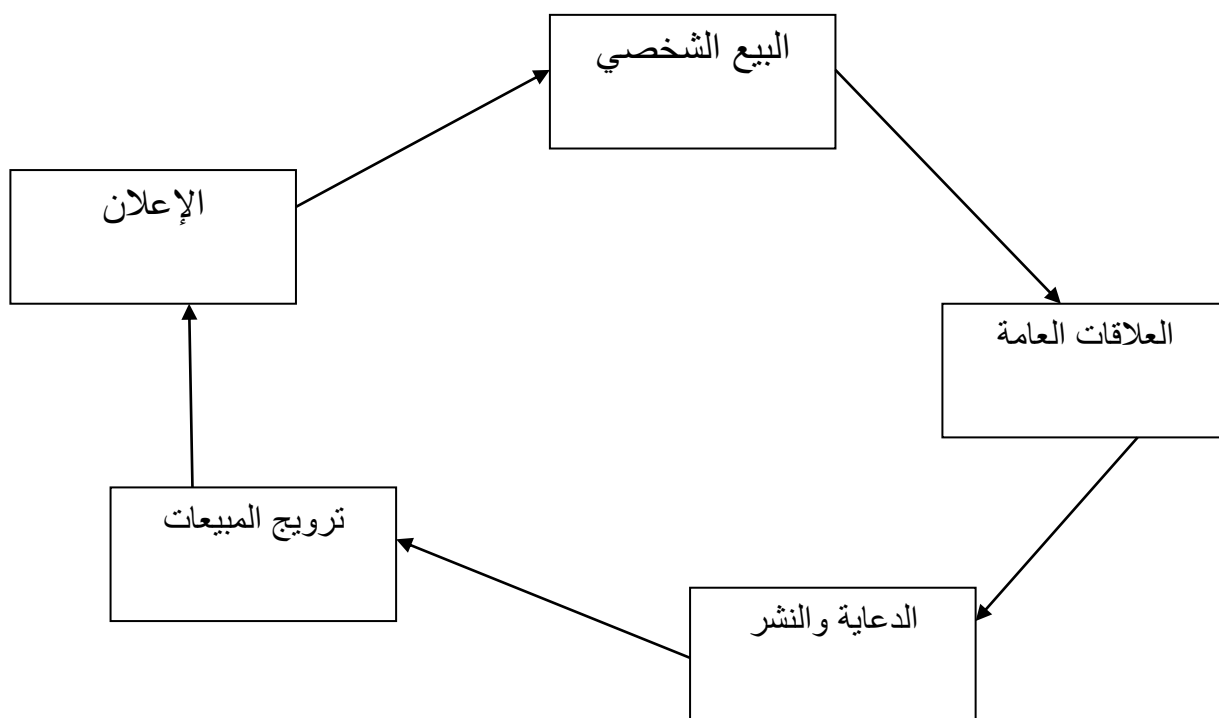 البيع الشخصي
الإعلان
العلاقات العامة
ترويج المبيعات
الدعاية والنشر